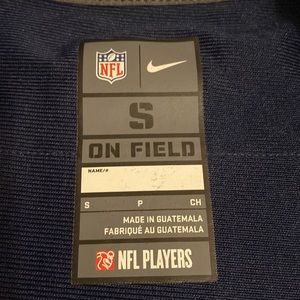 NFL
S
ON FIELD
NAME/#
S P CH
MADE IN GUATEMALA
FABRIQUÉ AU GUATEMALA
NFL PLAYERS